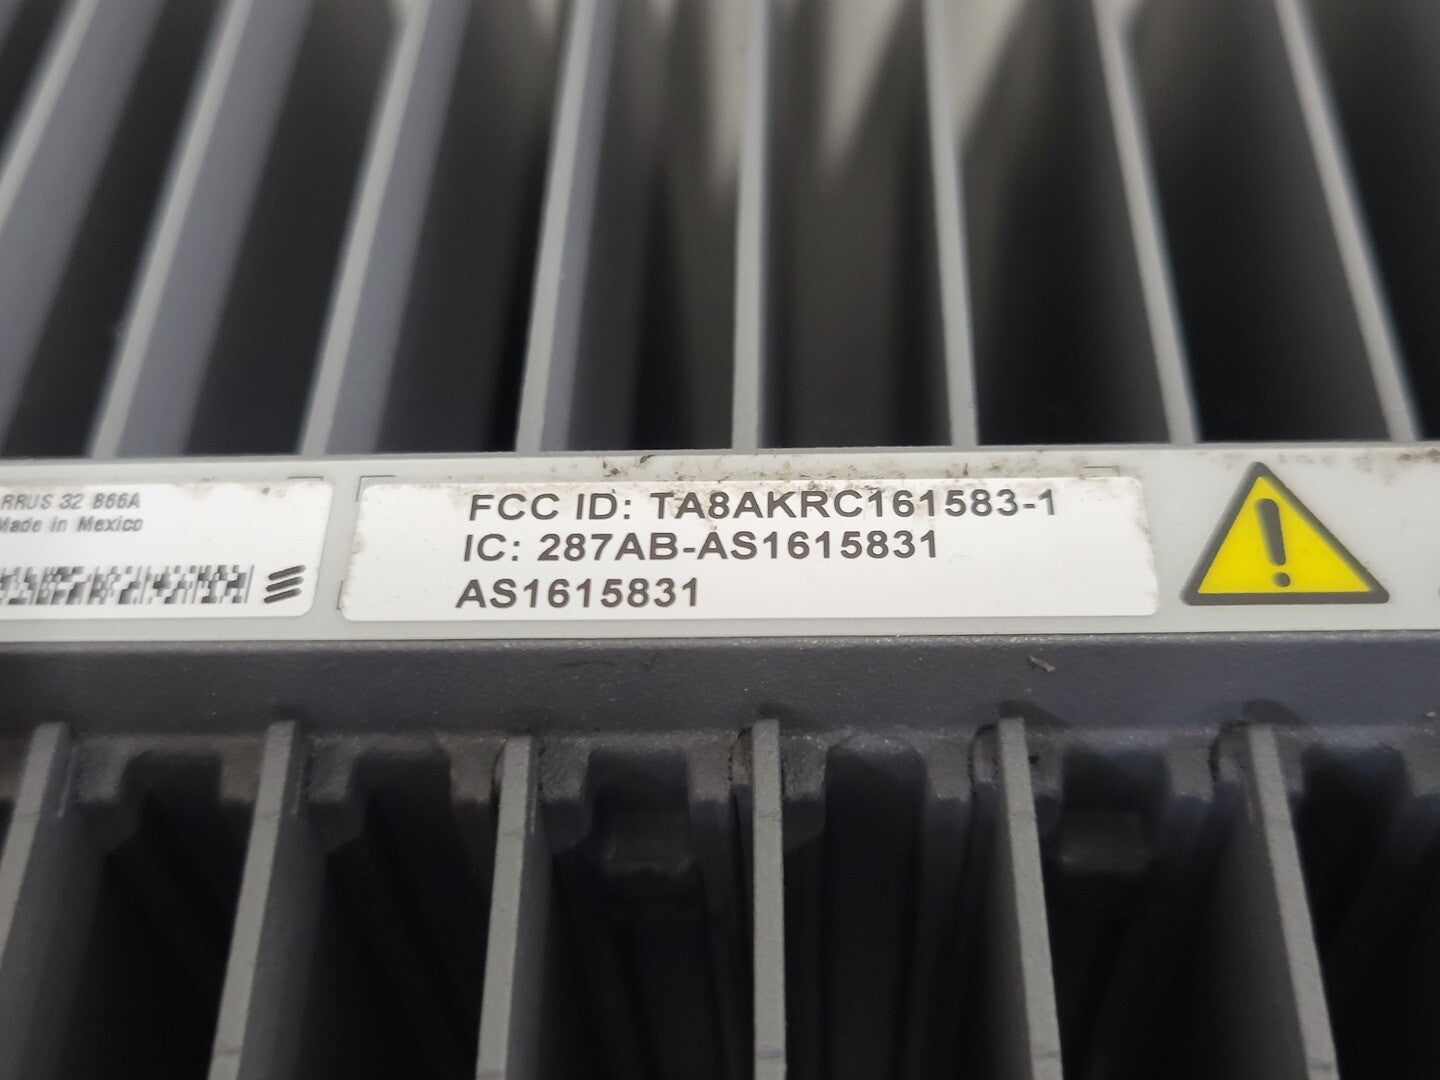 RRUS 32 B66A
Made in Mexico
FCC ID: TA8AKRC161583-1
IC: 287AB-AS1615831
AS1615831